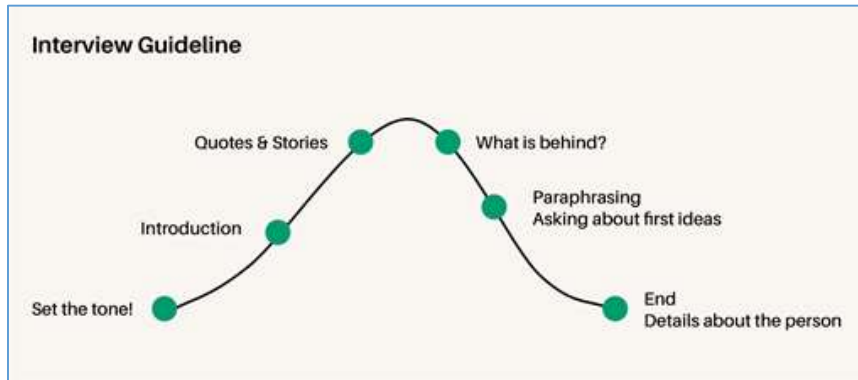 Interview Guideline
Quotes & Stories
What is behind?
Paraphrasing
Asking about first ideas
Introduction
Set the tone!
End
Details about the person